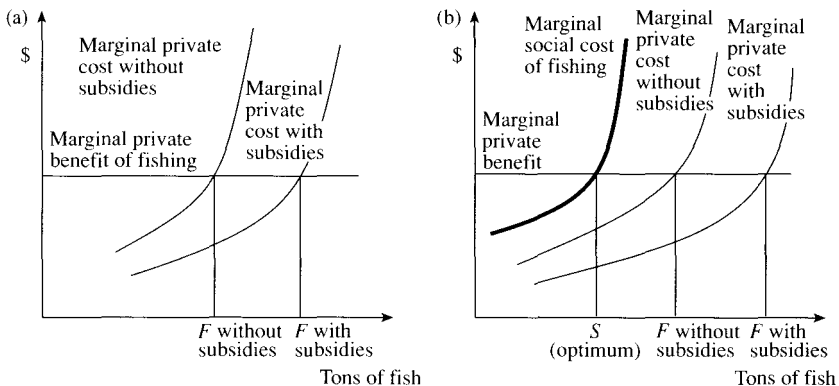 (a)
$
Marginal private
cost without
subsidies
Marginal
private
cost with
subsidies
Marginal private
benefit of fishing
F without
subsidies
F with
subsidies
Tons of fish
(b)
$
Marginal
social cost
of fishing
Marginal
private
cost
without
subsidies
Marginal
private
cost
with
subsidies
Marginal
private
benefit
S
(optimum)
F without
subsidies
F with
subsidies
Tons of fish